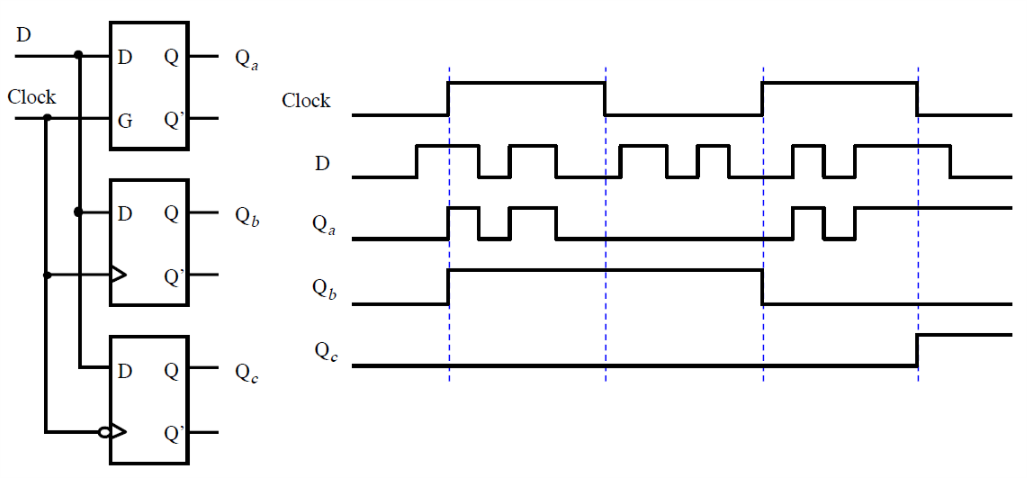 D
Clock
D Q
G Q'
Q_a
D Q
Q'
Q_b
D Q
Q'
Q_c
Clock
D
Q_a
Q_b
Q_c